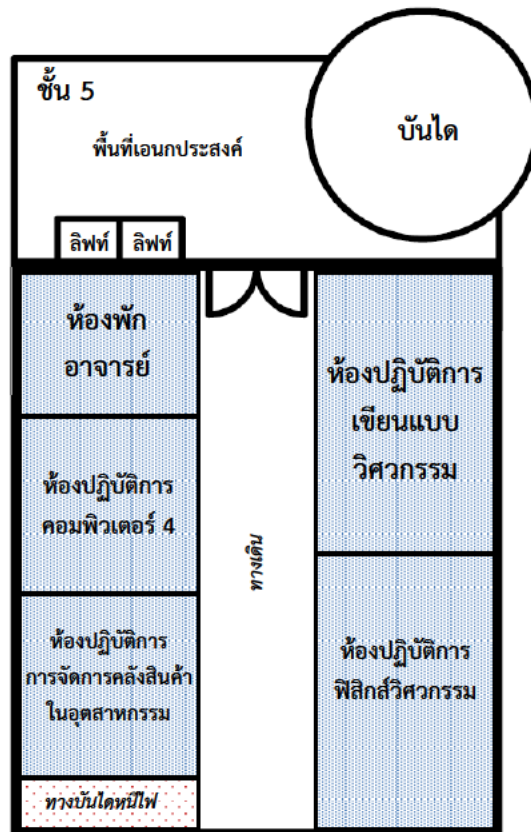 ชั้น 5
บันได
พื้นที่เอนกประสงค์
ลิฟท์ ลิฟท์
ห้องพัก
อาจารย์
ห้องปฏิบัติการ
เขียนแบบ
วิศวกรรม
ห้องปฏิบัติการ
คอมพิวเตอร์ 4
ทางเดิน
ห้องปฏิบัติการ
การจัดการคลังสินค้า
ในอุตสาหกรรม
ห้องปฏิบัติการ
ฟิสิกส์วิศวกรรม
ทางบันไดหนีไฟ